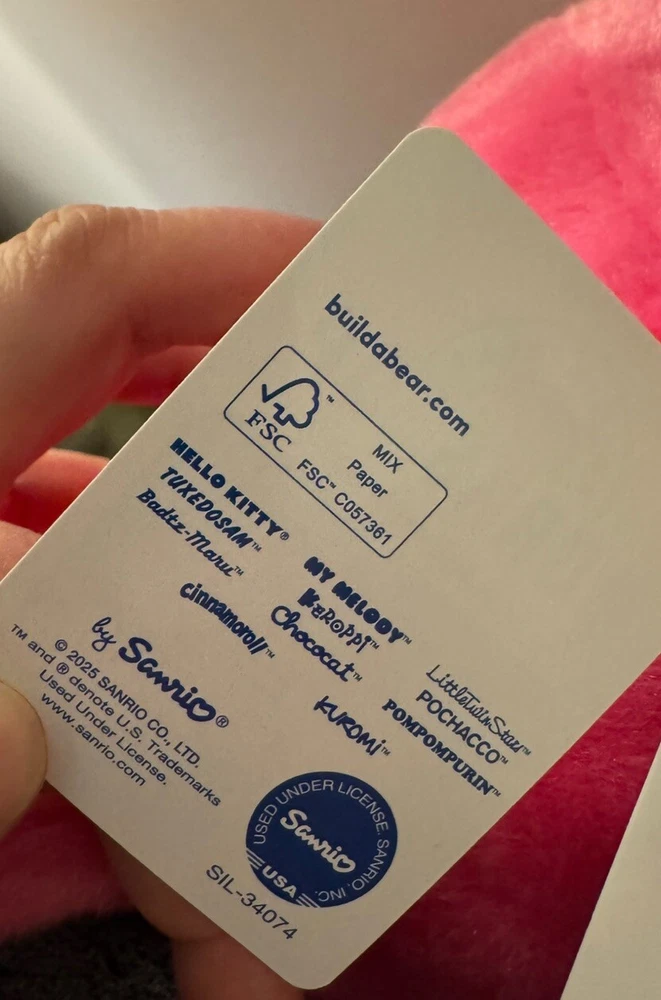 buildabear.com
FSC™
MIX
Paper
FSC™ C057361
HELLO KITTY® MY MELODY™ LittleTwinStars™
TUXEDOSAM™ KEROPPI™ POCHACCO™
Badtz-Maru™ Chococat™ POMPOMPURIN™
cinnamoroll™ KUROMI™
by Sanrio®
© 2025 SANRIO CO., LTD.
TM and ® denote U.S. Trademarks
Used Under License.
www.sanrio.com
USED UNDER LICENSE. SANRIO, INC.
Sanrio
USA
SIL-34074